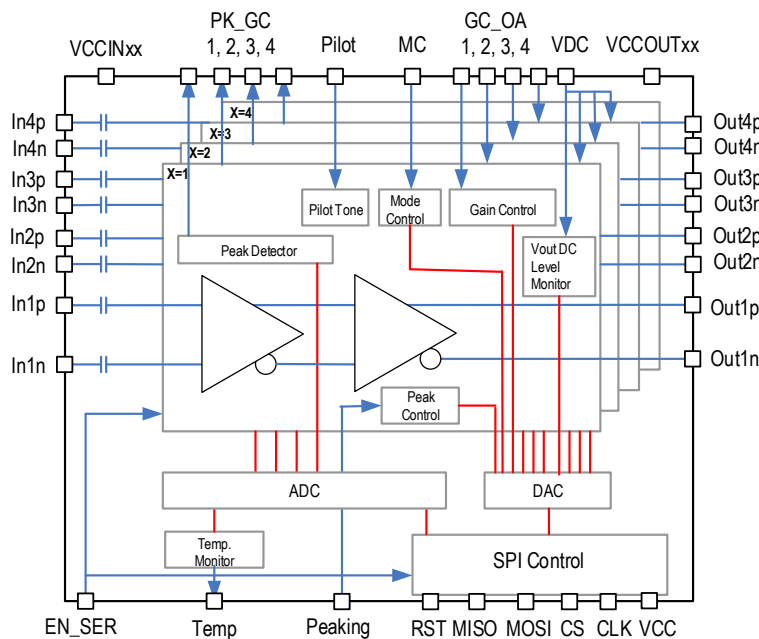 PK_GC
GC_OA
VCCINxx
1, 2, 3, 4
Pilot
MC
1, 2, 3, 4
VDC
VCCOUTxx
In4p
X=4
Out4p
In4n
X=3
Out4n
X=2
In3p
X=1
Out3p
In3n
Pilot Tone
Mode
Control
Gain Control
Out3n
In2p
Peak Detector
Out2p
In2n
Vout DC
Level
Monitor
Out2n
In1p
Out1p
In1n
Out1n
Peak
Control
ADC
DAC
Temp.
Monitor
SPI Control
EN_SER
Temp
Peaking
RST
MISO
MOSI
CS
CLK
VCC